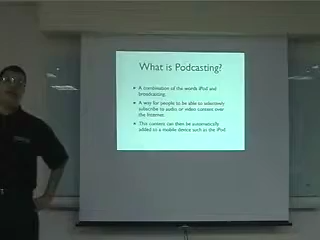 What is Podcasting?
A combination of the words iPod and
broadcasting.
A way for people to be able to selectively
subscribe to audio or video content over
the Internet.
This content can then be automatically
added to a mobile device such as the iPod